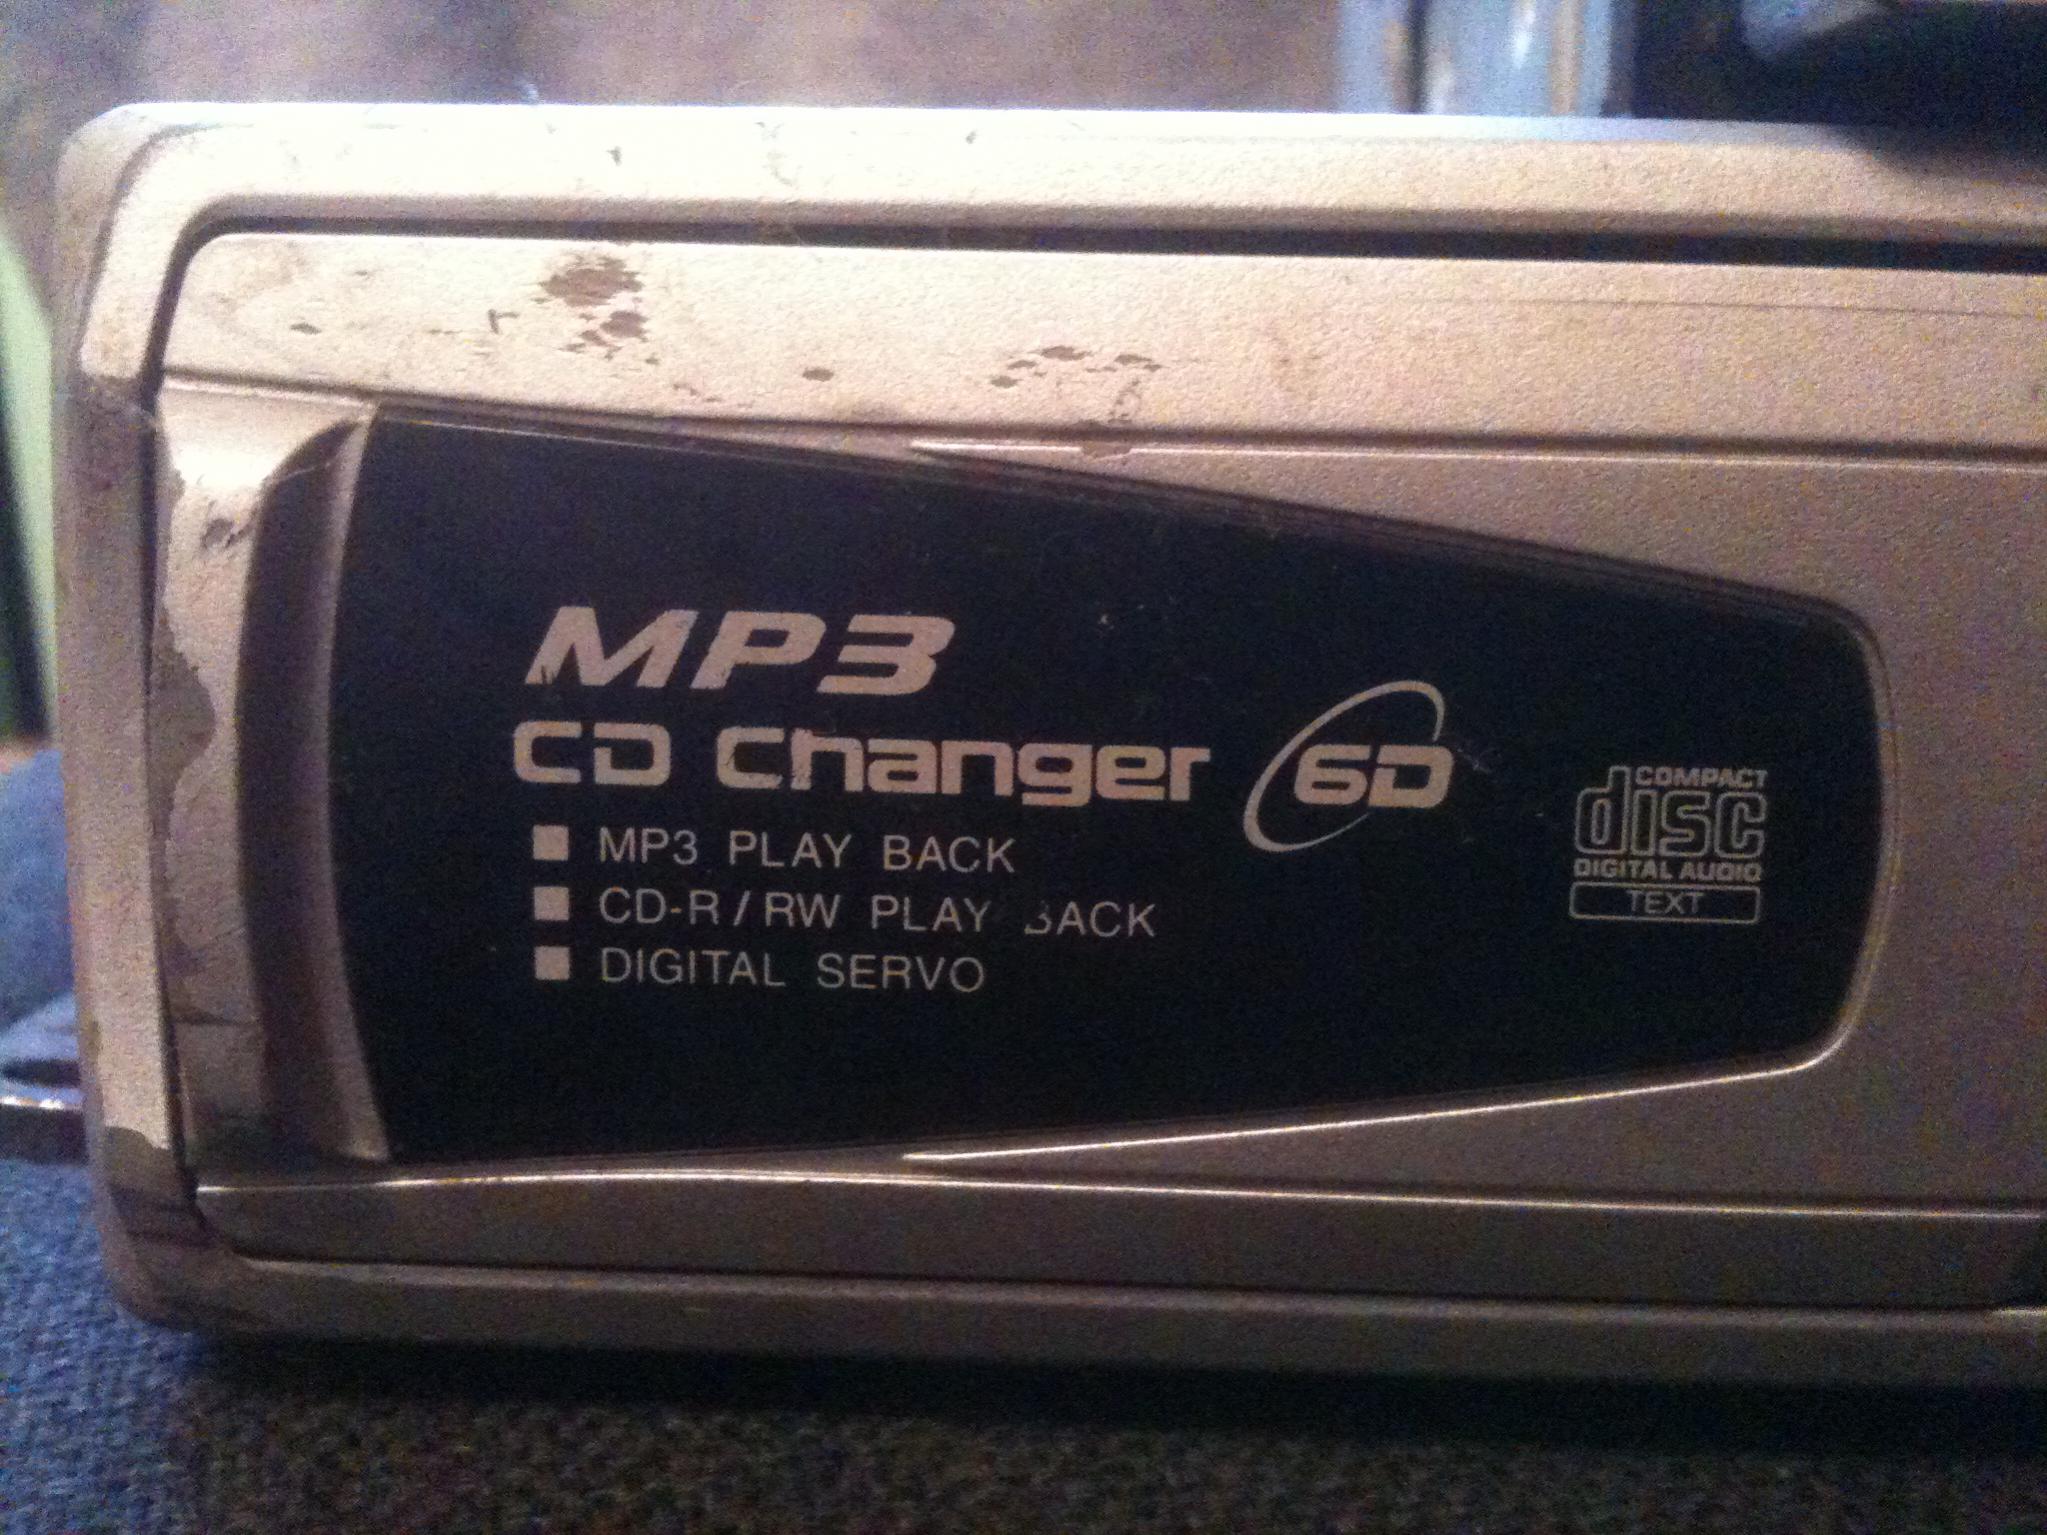 MP3
CD Changer 6D
MP3 PLAY BACK
CD-R/RW PLAY BACK
DIGITAL SERVO
COMPACT
disc
DIGITAL AUDIO
TEXT